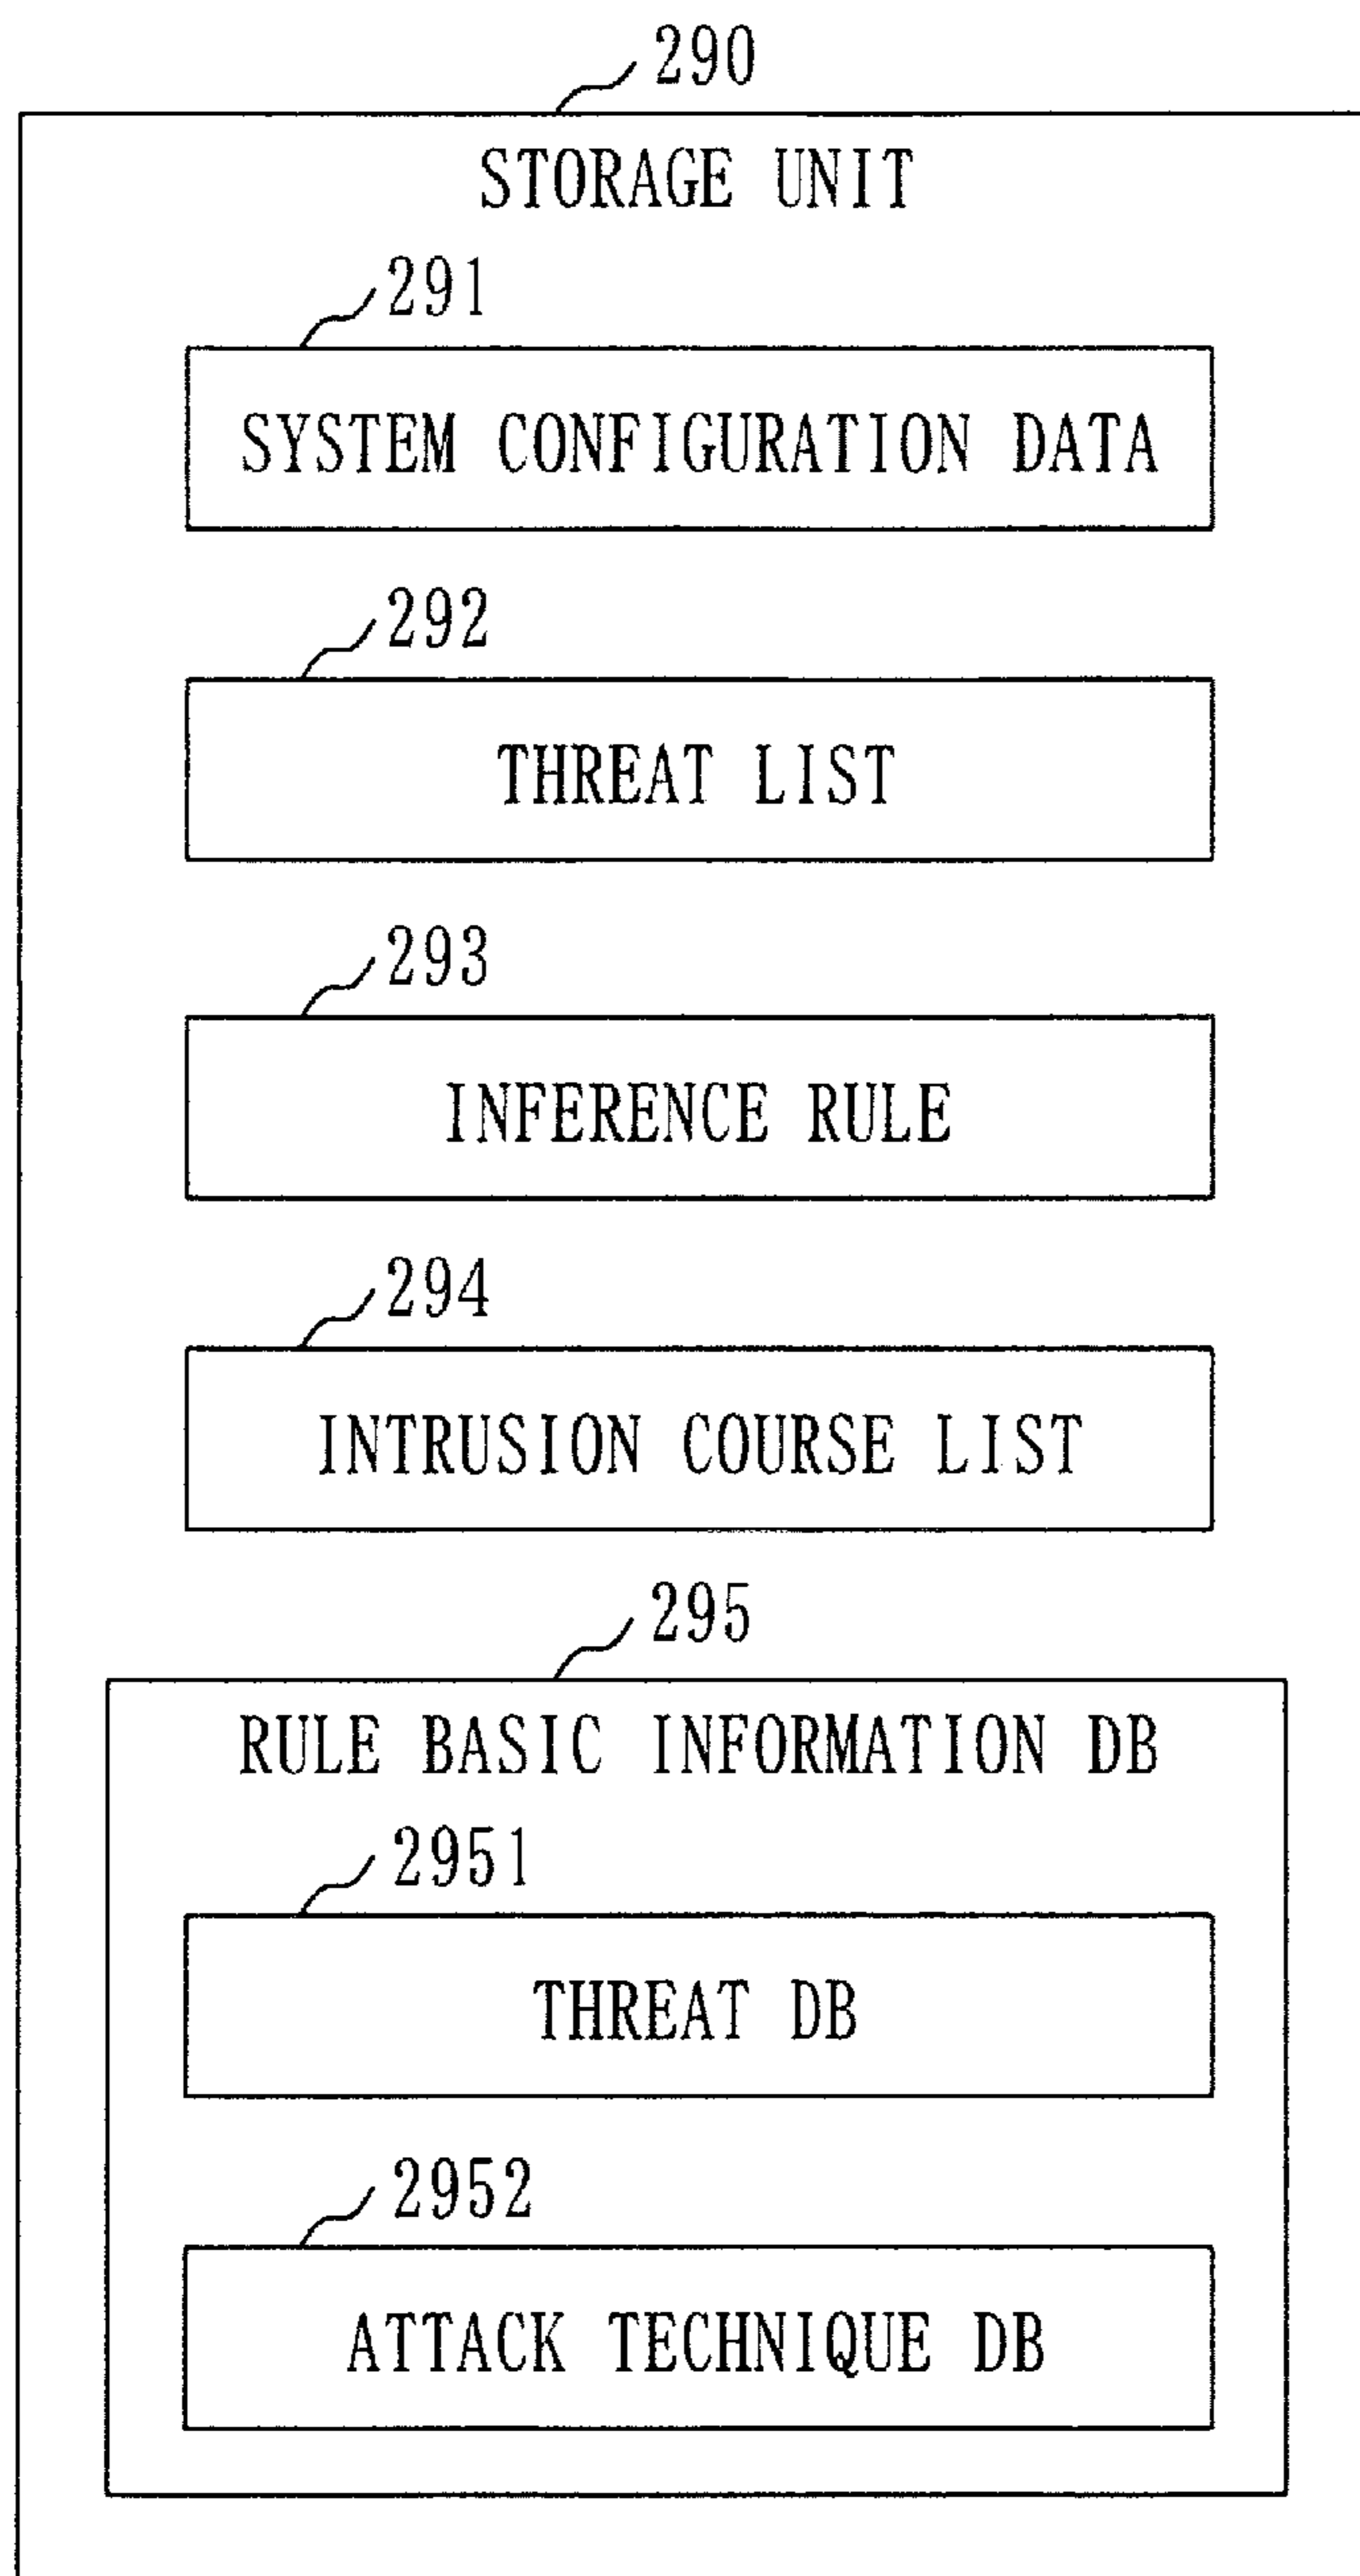 290
STORAGE UNIT
291
SYSTEM CONFIGURATION DATA
292
THREAT LIST
293
INFERENCE RULE
294
INTRUSION COURSE LIST
295
RULE BASIC INFORMATION DB
2951
THREAT DB
2952
ATTACK TECHNIQUE DB